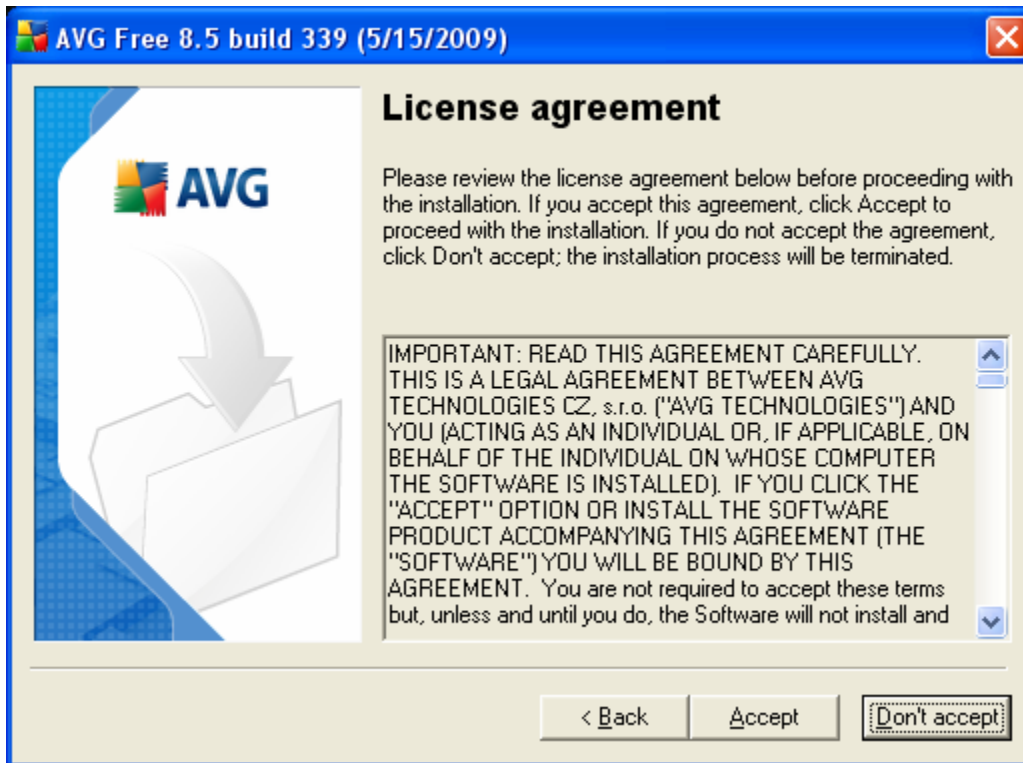 AVG Free 8.5 build 339 (5/15/2009)
AVG
License agreement
Please review the license agreement below before proceeding with
the installation. If you accept this agreement, click Accept to
proceed with the installation. If you do not accept the agreement,
click Don't accept; the installation process will be terminated.
IMPORTANT: READ THIS AGREEMENT CAREFULLY.
THIS IS A LEGAL AGREEMENT BETWEEN AVG
TECHNOLOGIES CZ, s.r.o. ("AVG TECHNOLOGIES") AND
YOU (ACTING AS AN INDIVIDUAL OR, IF APPLICABLE, ON
BEHALF OF THE INDIVIDUAL ON WHOSE COMPUTER
THE SOFTWARE IS INSTALLED).  IF YOU CLICK THE
"ACCEPT" OPTION OR INSTALL THE SOFTWARE
PRODUCT ACCOMPANYING THIS AGREEMENT (THE
"SOFTWARE") YOU WILL BE BOUND BY THIS
AGREEMENT.  You are not required to accept these terms
but, unless and until you do, the Software will not install and
< Back
Accept
Don't accept